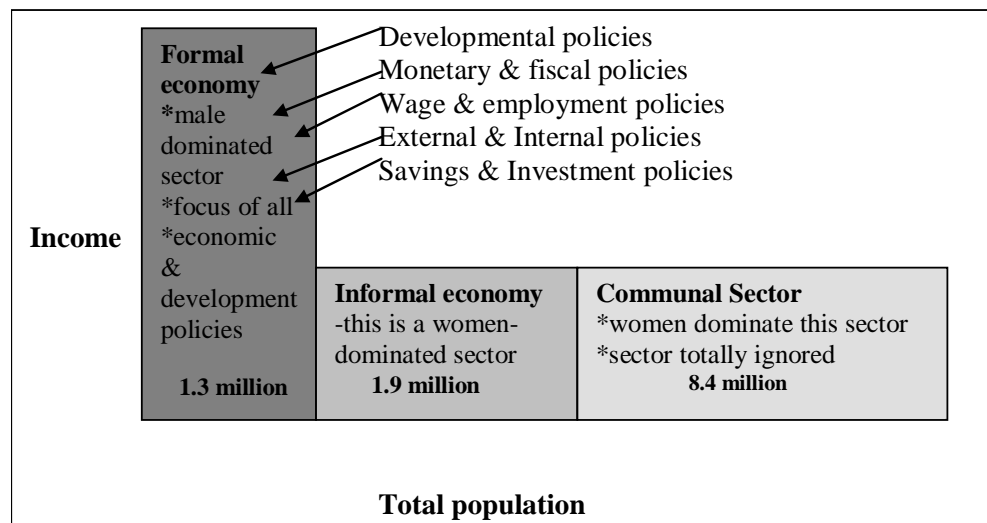 Developmental policies
Monetary & fiscal policies
Wage & employment policies
External & Internal policies
Savings & Investment policies
Formal
economy
*male
dominated
sector
*focus of all
*economic
&
development
policies
1.3 million
Income
Informal economy
-this is a women-
dominated sector
1.9 million
Communal Sector
*women dominate this sector
*sector totally ignored
8.4 million
Total population